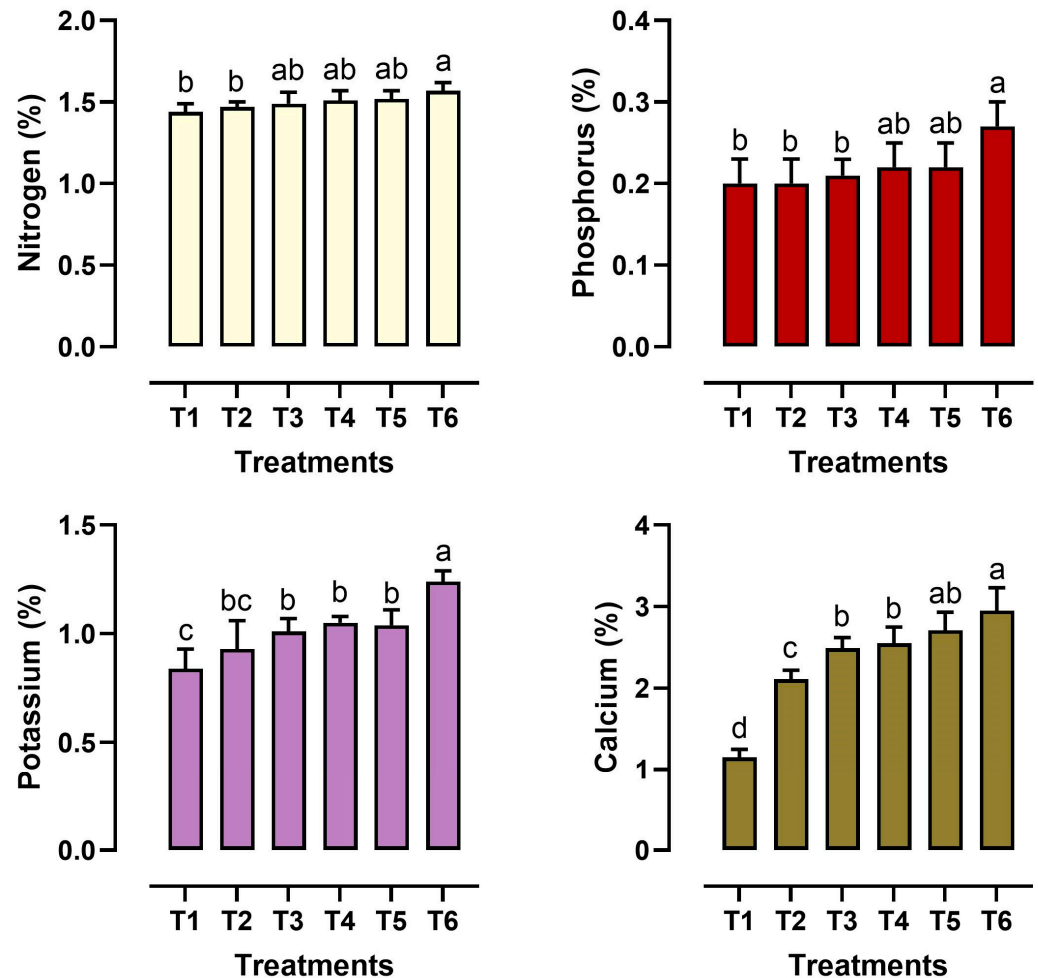 Nitrogen (%)
2.0
1.5
1.0
0.5
0.0
b b ab ab ab a
T1 T2 T3 T4 T5 T6
Treatments
Phosphorus (%)
0.4
0.3
0.2
0.1
0.0
b b b ab ab a
T1 T2 T3 T4 T5 T6
Treatments
Potassium (%)
1.5
1.0
0.5
0.0
c bc b b b a
T1 T2 T3 T4 T5 T6
Treatments
Calcium (%)
4
3
2
1
0
d c b b ab a
T1 T2 T3 T4 T5 T6
Treatments